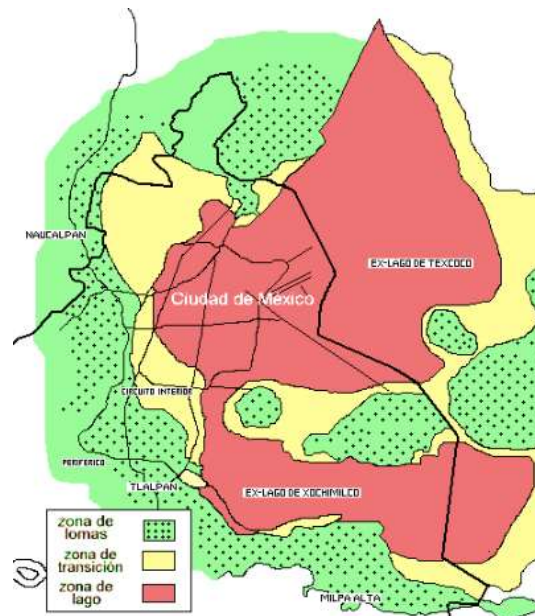 NAUCALPAN
EX-LAGO DE TEXCOCO
Ciudad de México
CIRCUITO INTERIOR
PERIFERICO
TLALPAN
EX-LAGO DE XOCHIMILCO
zona de
lomas
zona de
transición
zona de
lago
MILPA ALTA